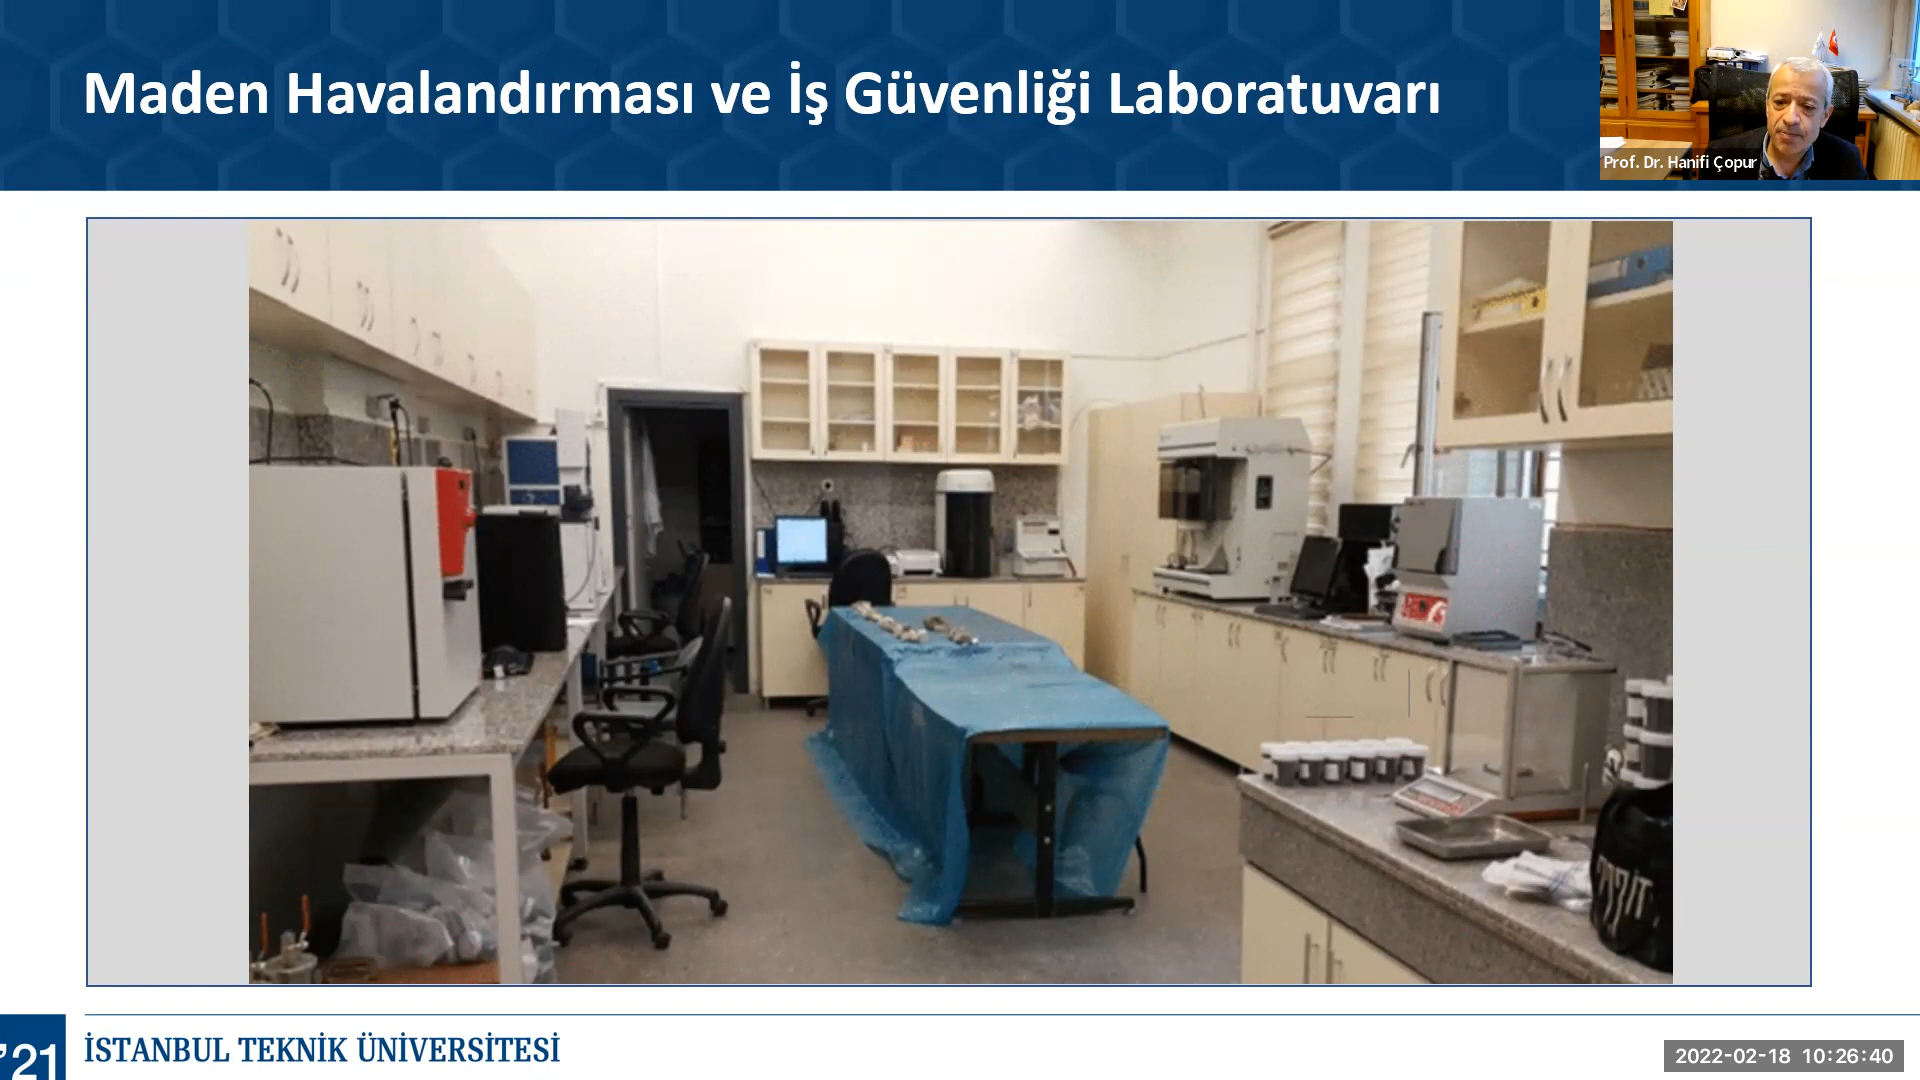 Maden Havalandırması ve İş Güvenliği Laboratuvarı
Prof. Dr. Hanifi Çopur
'21
İSTANBUL TEKNİK ÜNİVERSİTESİ
2022-02-18 10:26:40